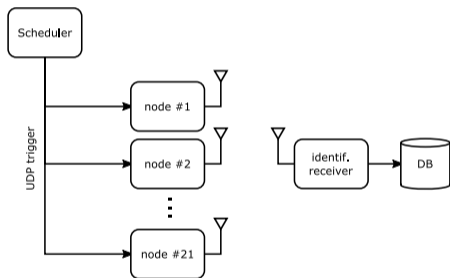 Scheduler
UDP trigger
node #1
node #2
node #21
identif.
receiver
DB